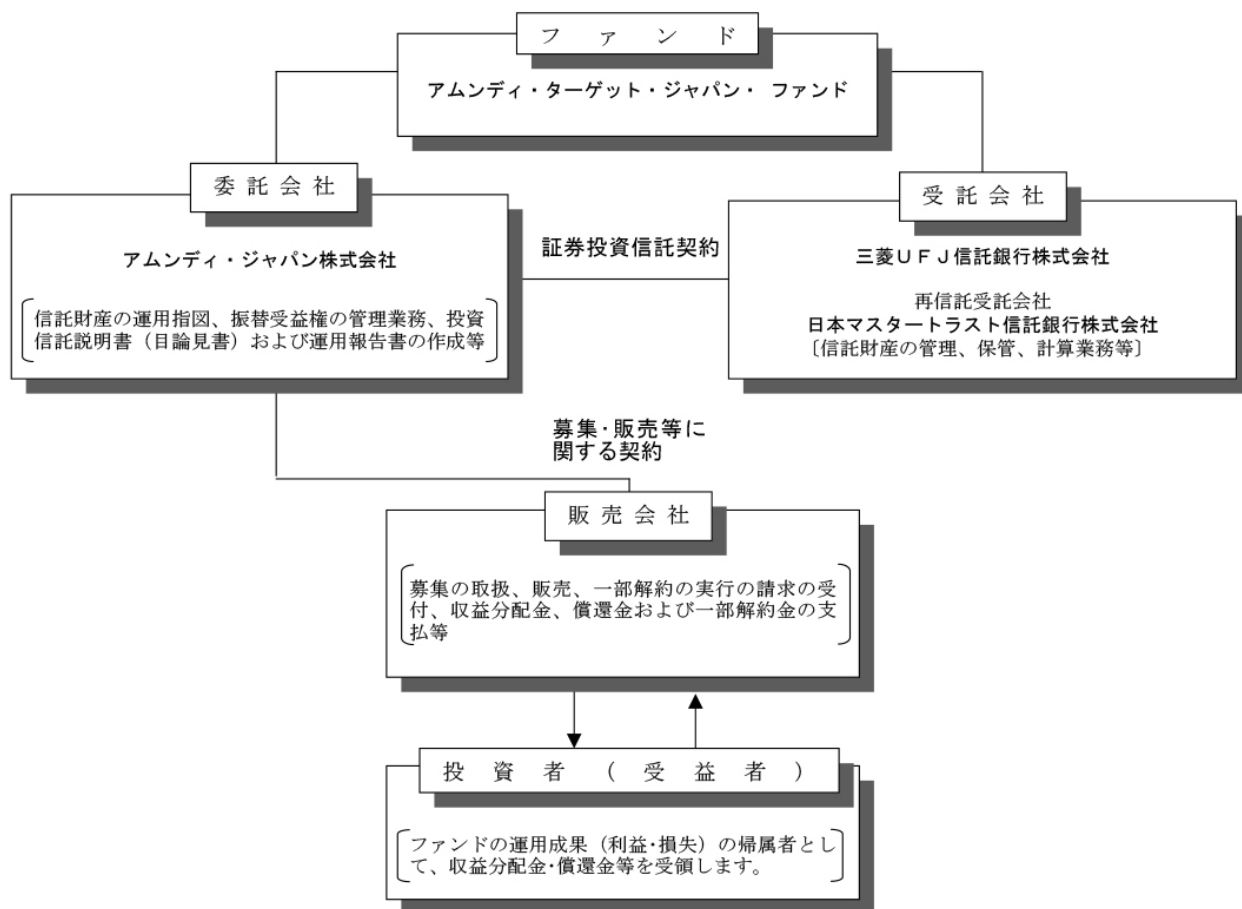 ファンド
アムンディ・ターゲット・ジャパン・ ファンド
委託会社
アムンディ・ジャパン株式会社
信託財産の運用指図、振替受益権の管理業務、投資
信託説明書（目論見書）および運用報告書の作成等
証券投資信託契約
受託会社
三菱ＵＦＪ信託銀行株式会社
再信託受託会社
日本マスタートラスト信託銀行株式会社
〔信託財産の管理、保管、計算業務等〕
募集･販売等に
関する契約
販売会社
募集の取扱、販売、一部解約の実行の請求の受
付、収益分配金、償還金および一部解約金の支
払等
投資者（受益者）
ファンドの運用成果（利益･損失）の帰属者とし
て、収益分配金･償還金等を受領します。